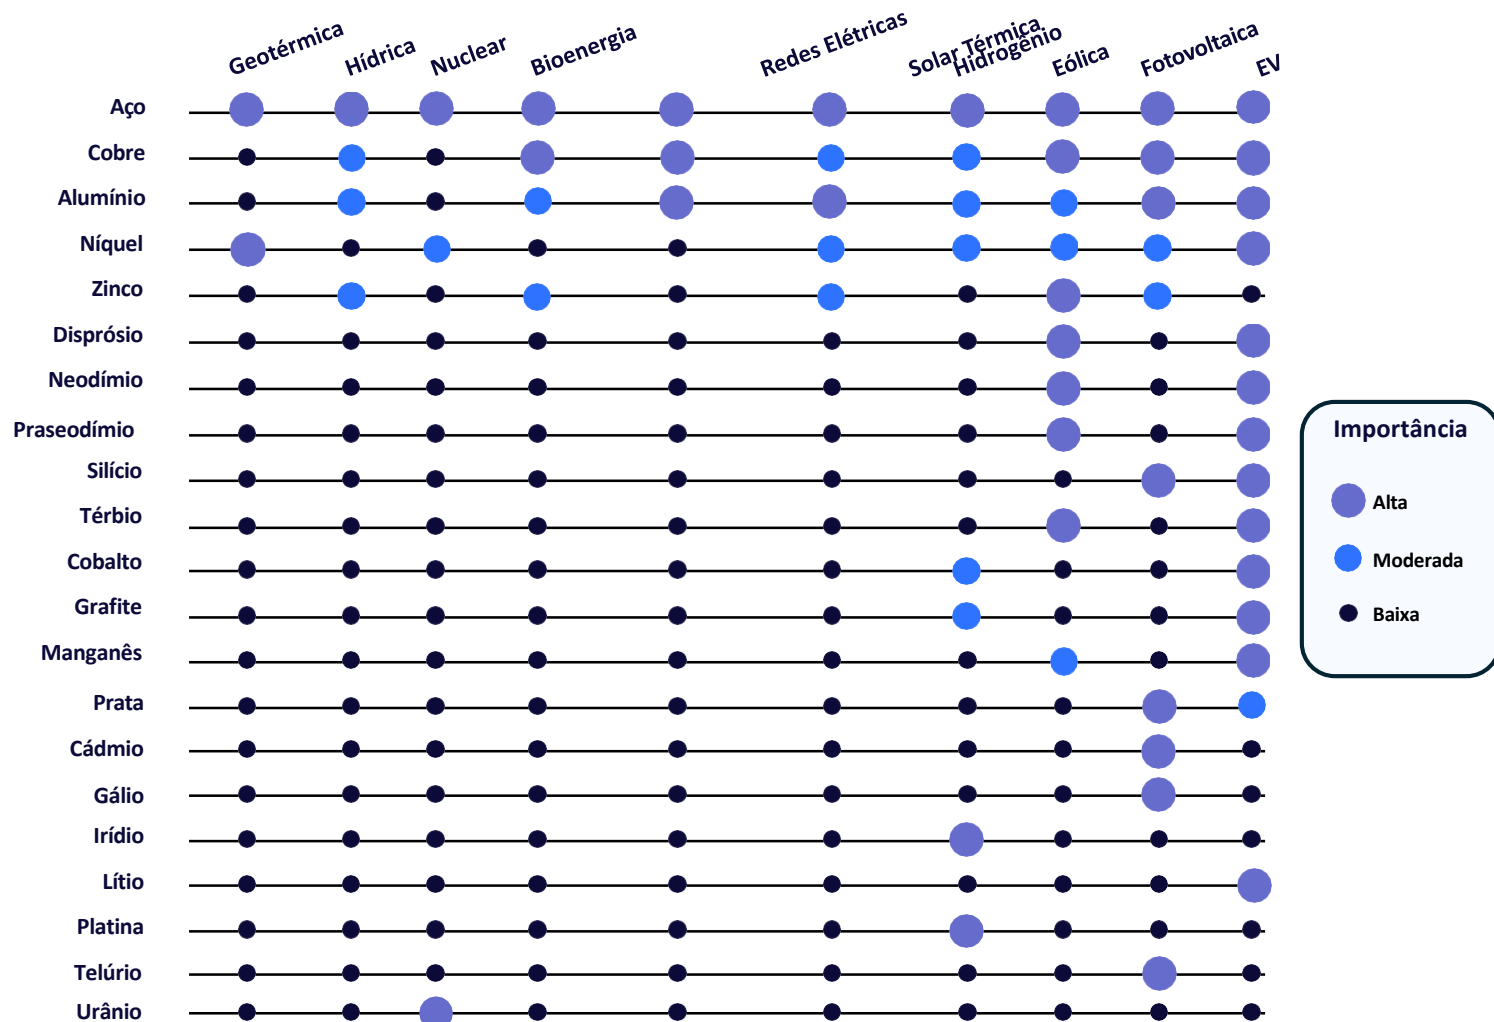 Geotérmica
Hídrica
Nuclear
Bioenergia
Redes Elétricas
Solar Térmica
Hidrogênio
Eólica
Fotovoltaica
EV
Aço
Cobre
Alumínio
Níquel
Zinco
Disprósio
Neodímio
Praseodímio
Silício
Térbio
Cobalto
Grafite
Manganês
Prata
Cádmio
Gálio
Irídio
Lítio
Platina
Telúrio
Urânio
Importância
Alta
Moderada
Baixa